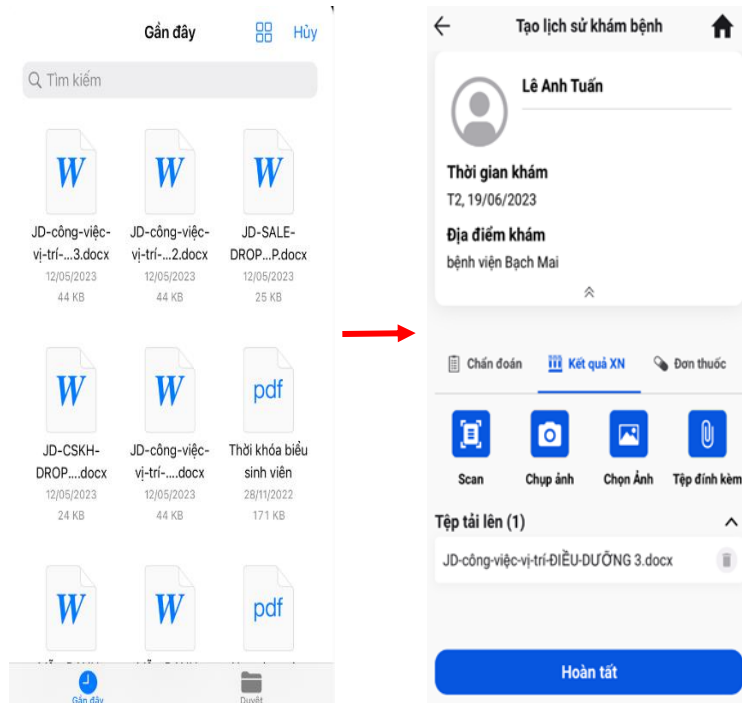 Gần đây
Hủy
Tìm kiếm
W
W
W
JD-công-việc-
vị-trí-...3.docx
12/05/2023
44 KB
JD-công-việc-
vị-trí-...2.docx
12/05/2023
44 KB
JD-SALE-
DROP...P.docx
12/05/2023
25 KB
W
W
pdf
JD-CSKH-
DROP....docx
12/05/2023
24 KB
JD-công-việc-
vị-trí-....docx
12/05/2023
44 KB
Thời khóa biểu
sinh viên
28/11/2022
171 KB
W
W
pdf
Gần đây
Duyệt
Tạo lịch sử khám bệnh
Lê Anh Tuấn
Thời gian khám
T2, 19/06/2023
Địa điểm khám
bệnh viện Bạch Mai
Chẩn đoán
Kết quả XN
Đơn thuốc
Scan
Chụp ảnh
Chọn Ảnh
Tệp đính kèm
Tệp tải lên (1)
JD-công-việc-vị-trí-ĐIỀU-DƯỠNG 3.docx
Hoàn tất